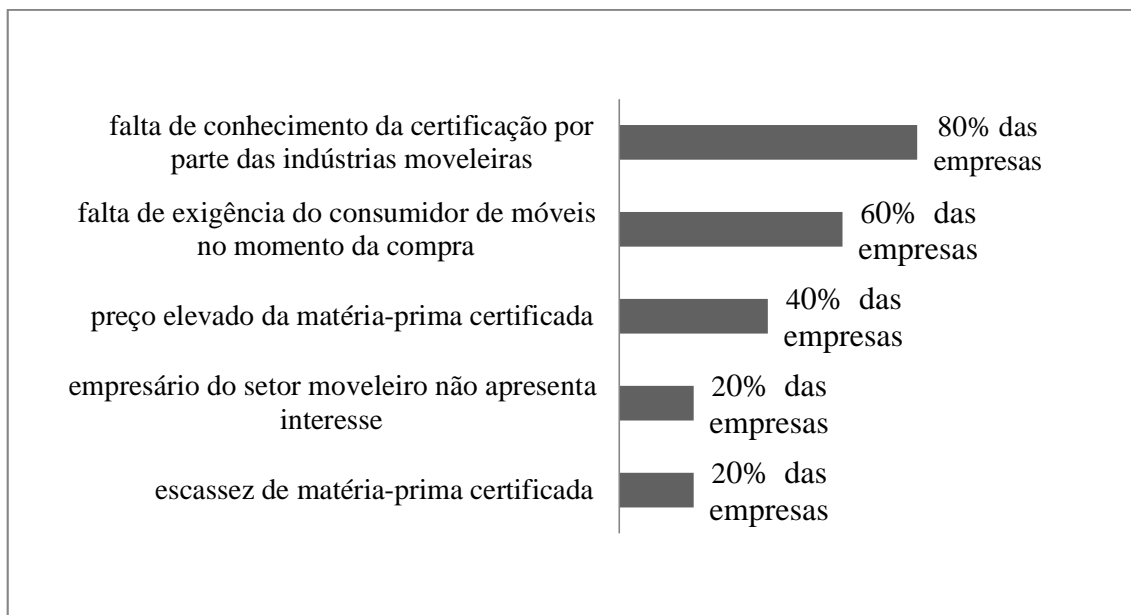 falta de conhecimento da certificação por
parte das indústrias moveleiras
80% das
empresas
falta de exigência do consumidor de móveis
no momento da compra
60% das
empresas
preço elevado da matéria-prima certificada
40% das
empresas
empresário do setor moveleiro não apresenta
interesse
20% das
empresas
escassez de matéria-prima certificada
20% das
empresas